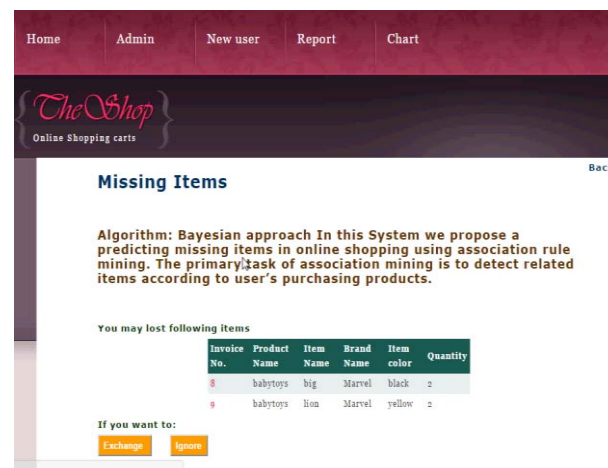 Home Admin New user Report Chart
TheShop
Online Shopping carts
Bac
Missing Items
Algorithm: Bayesian approach In this System we propose a
predicting missing items in online shopping using association rule
mining. The primary task of association mining is to detect related
items according to user's purchasing products.
You may lost following items
Invoice No. Product Name Item Name Brand Name Item color Quantity
8 babytoys big Marvel black 2
9 babytoys lion Marvel yellow 2
If you want to:
Exchange Ignore